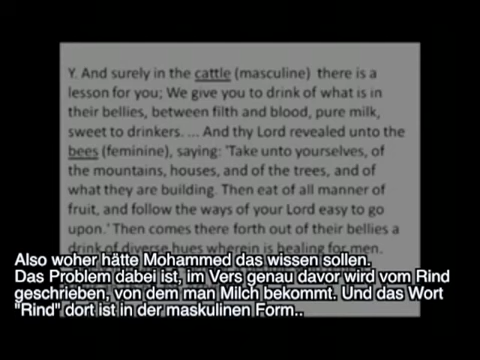 Y. And surely in the cattle (masculine) there is a
lesson for you; We give you to drink of what is in
their bellies, between filth and blood, pure milk,
sweet to drinkers. ... And thy Lord revealed unto the
bees (feminine), saying: 'Take unto yourselves, of
the mountains, houses, and of the trees, and of
what they are building. Then eat of all manner of
fruit, and follow the ways of your Lord easy to go
upon.' Then comes there forth out of their bellies a
drink of diverse hues wherein is healing for men.
Also woher hätte Mohammed das wissen sollen.
Das Problem dabei ist, im Vers genau davor wird vom Rind
geschrieben, von dem man Milch bekommt. Und das Wort
"Rind" dort ist in der maskulinen Form..